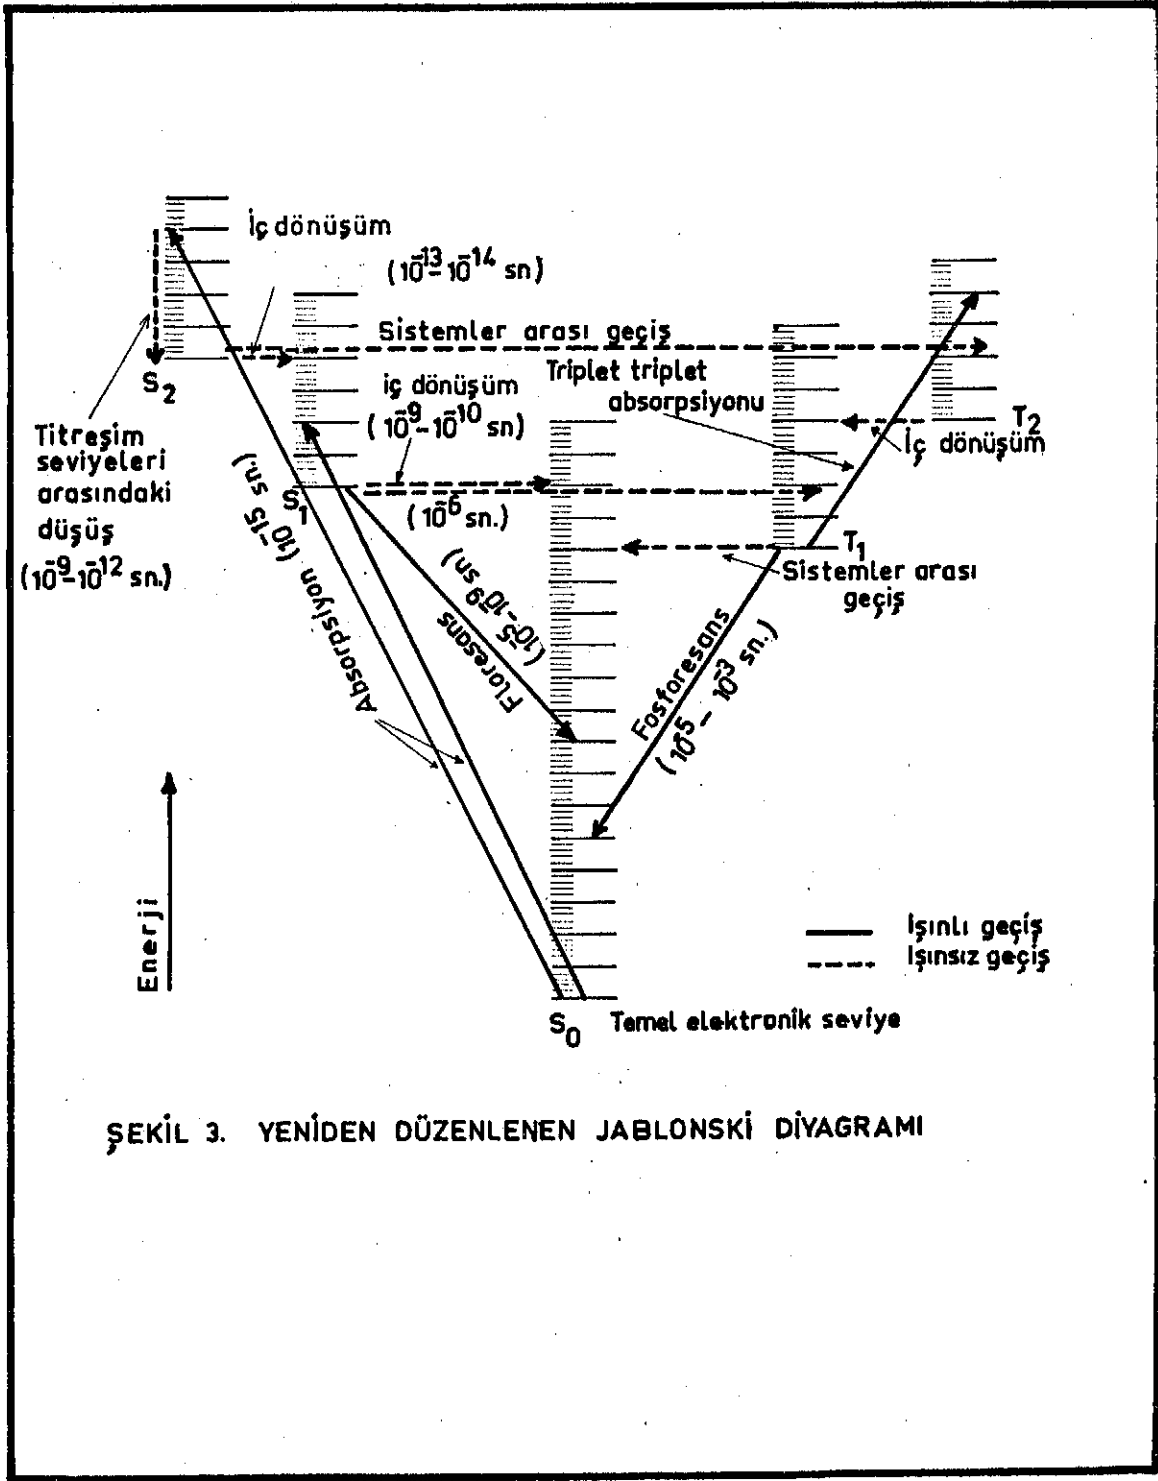 İç dönüşüm
(10⁻¹³-10⁻¹⁴ sn)
Sistemler arası geçiş
S₂
iç dönüşüm
(10⁻⁹-10⁻¹⁰ sn)
Triplet triplet
absorpsiyonu
T₂
İç dönüşüm
Titreşim
seviyeleri
arasındaki
düşüş
(10⁻⁹-10⁻¹² sn.)
S₁
(10⁻⁶ sn.)
T₁
Sistemler arası
geçiş
Absorpsiyon (10⁻¹⁵ sn.)
Floresans
(10⁻⁵-10⁻⁹ sn)
Fosforesans
(10⁻⁵ - 10⁻³ sn.)
Enerji
Işınlı geçiş
Işınsız geçiş
S₀ Temel elektronik seviye
ŞEKİL 3. YENİDEN DÜZENLENEN JABLONSKİ DİYAGRAMI